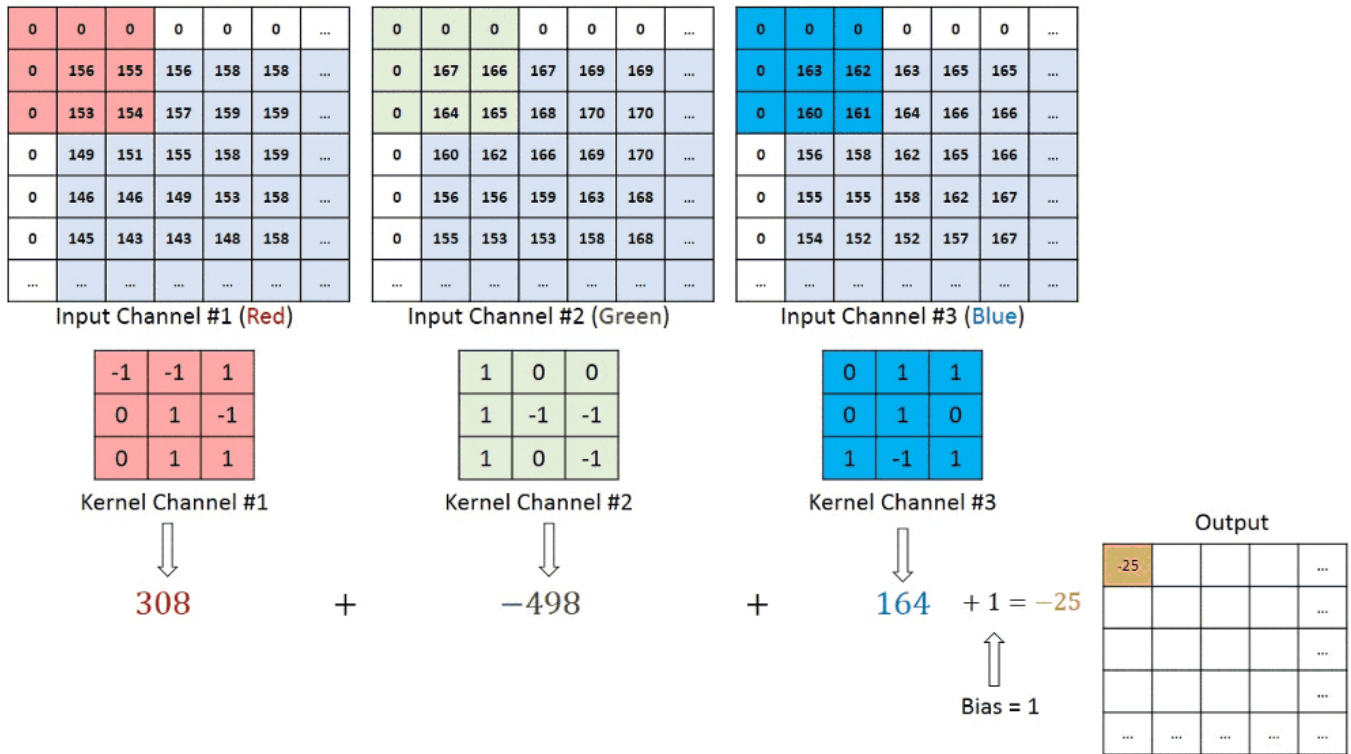 0 0 0 0 0 0 ... 0 0 0 0 0 0 ... 0 0 0 0 0 0 ...
0 156 155 156 158 158 ... 0 167 166 167 169 169 ... 0 163 162 163 165 165 ...
0 153 154 157 159 159 ... 0 164 165 168 170 170 ... 0 160 161 164 166 166 ...
0 149 151 155 158 159 ... 0 160 162 166 169 170 ... 0 156 158 162 165 166 ...
0 146 146 149 153 158 ... 0 156 156 159 163 168 ... 0 155 155 158 162 167 ...
0 145 143 143 148 158 ... 0 155 153 153 158 168 ... 0 154 152 152 157 167 ...
... ... ... ... ... ... ... ... ... ... ... ... ... ... ... ... ... ... ... ... ...
Input Channel #1 (Red) Input Channel #2 (Green) Input Channel #3 (Blue)
-1 -1 1 1 0 0 0 1 1
0 1 -1 1 -1 -1 0 1 0
0 1 1 1 0 -1 1 -1 1
Kernel Channel #1 Kernel Channel #2 Kernel Channel #3
308 + −498 + 164 + 1 = −25
Bias = 1
Output
-25 ...
...
...
...
... ... ... ... ...